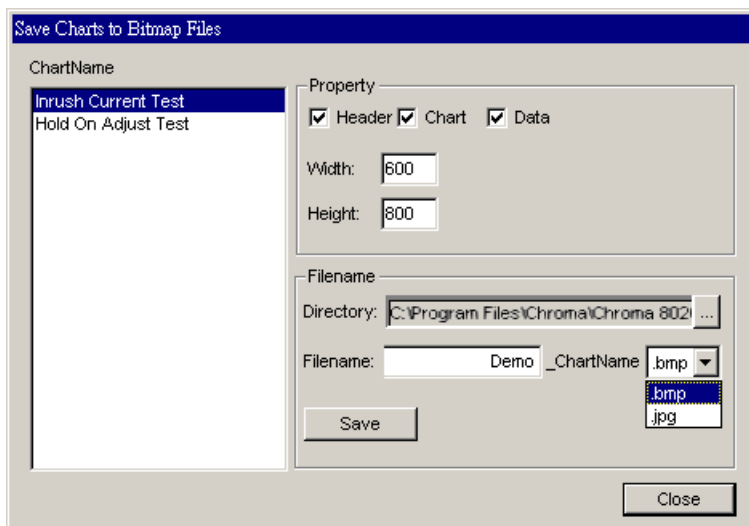 Save Charts to Bitmap Files
ChartName
Inrush Current Test
Hold On Adjust Test
Property
Header Chart Data
Width: 600
Height: 800
Filename
Directory: C:\Program Files\Chroma\Chroma 802 ...
Filename: Demo _ChartName .bmp
.bmp
.jpg
Save
Close